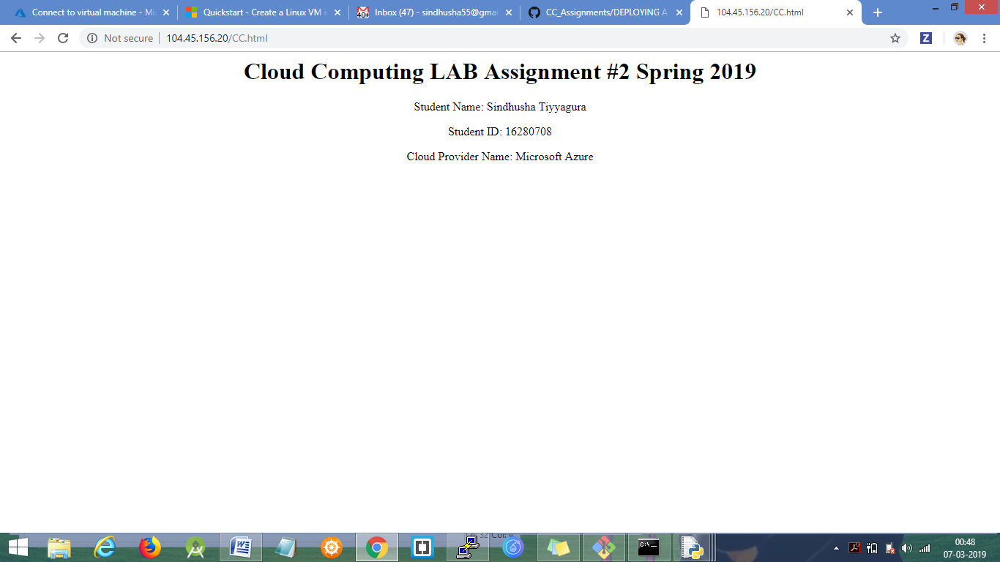 Connect to virtual machine - Mi
Quickstart - Create a Linux VM i
40+
Inbox (47) - sindhusha55@gmai
CC_Assignments/DEPLOYING A
104.45.156.20/CC.html
Not secure
104.45.156.20/CC.html
Z
Cloud Computing LAB Assignment #2 Spring 2019
Student Name: Sindhusha Tiyyagura
Student ID: 16280708
Cloud Provider Name: Microsoft Azure
32 Col: 4
C:\_
00:48
07-03-2019